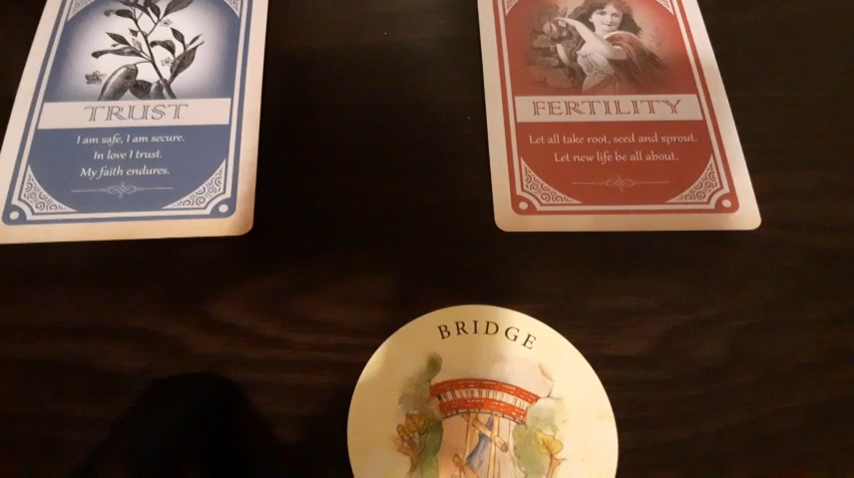 TRUST
I am safe, I am secure.
In love I trust.
My faith endures.
FERTILITY
Let all take root, seed and sprout.
Let new life be all about.
BRIDGE